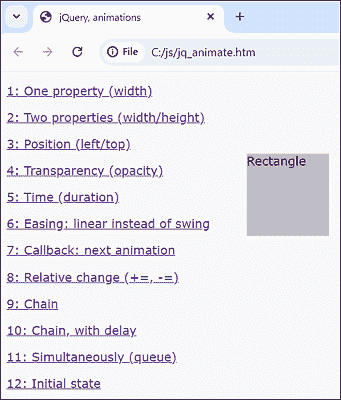 jQuery, animations
File
C:/js/jq_animate.htm
1: One property (width)
2: Two properties (width/height)
3: Position (left/top)
4: Transparency (opacity)
5: Time (duration)
6: Easing: linear instead of swing
7: Callback: next animation
8: Relative change (+=, -=)
9: Chain
10: Chain, with delay
11: Simultaneously (queue)
12: Initial state
Rectangle